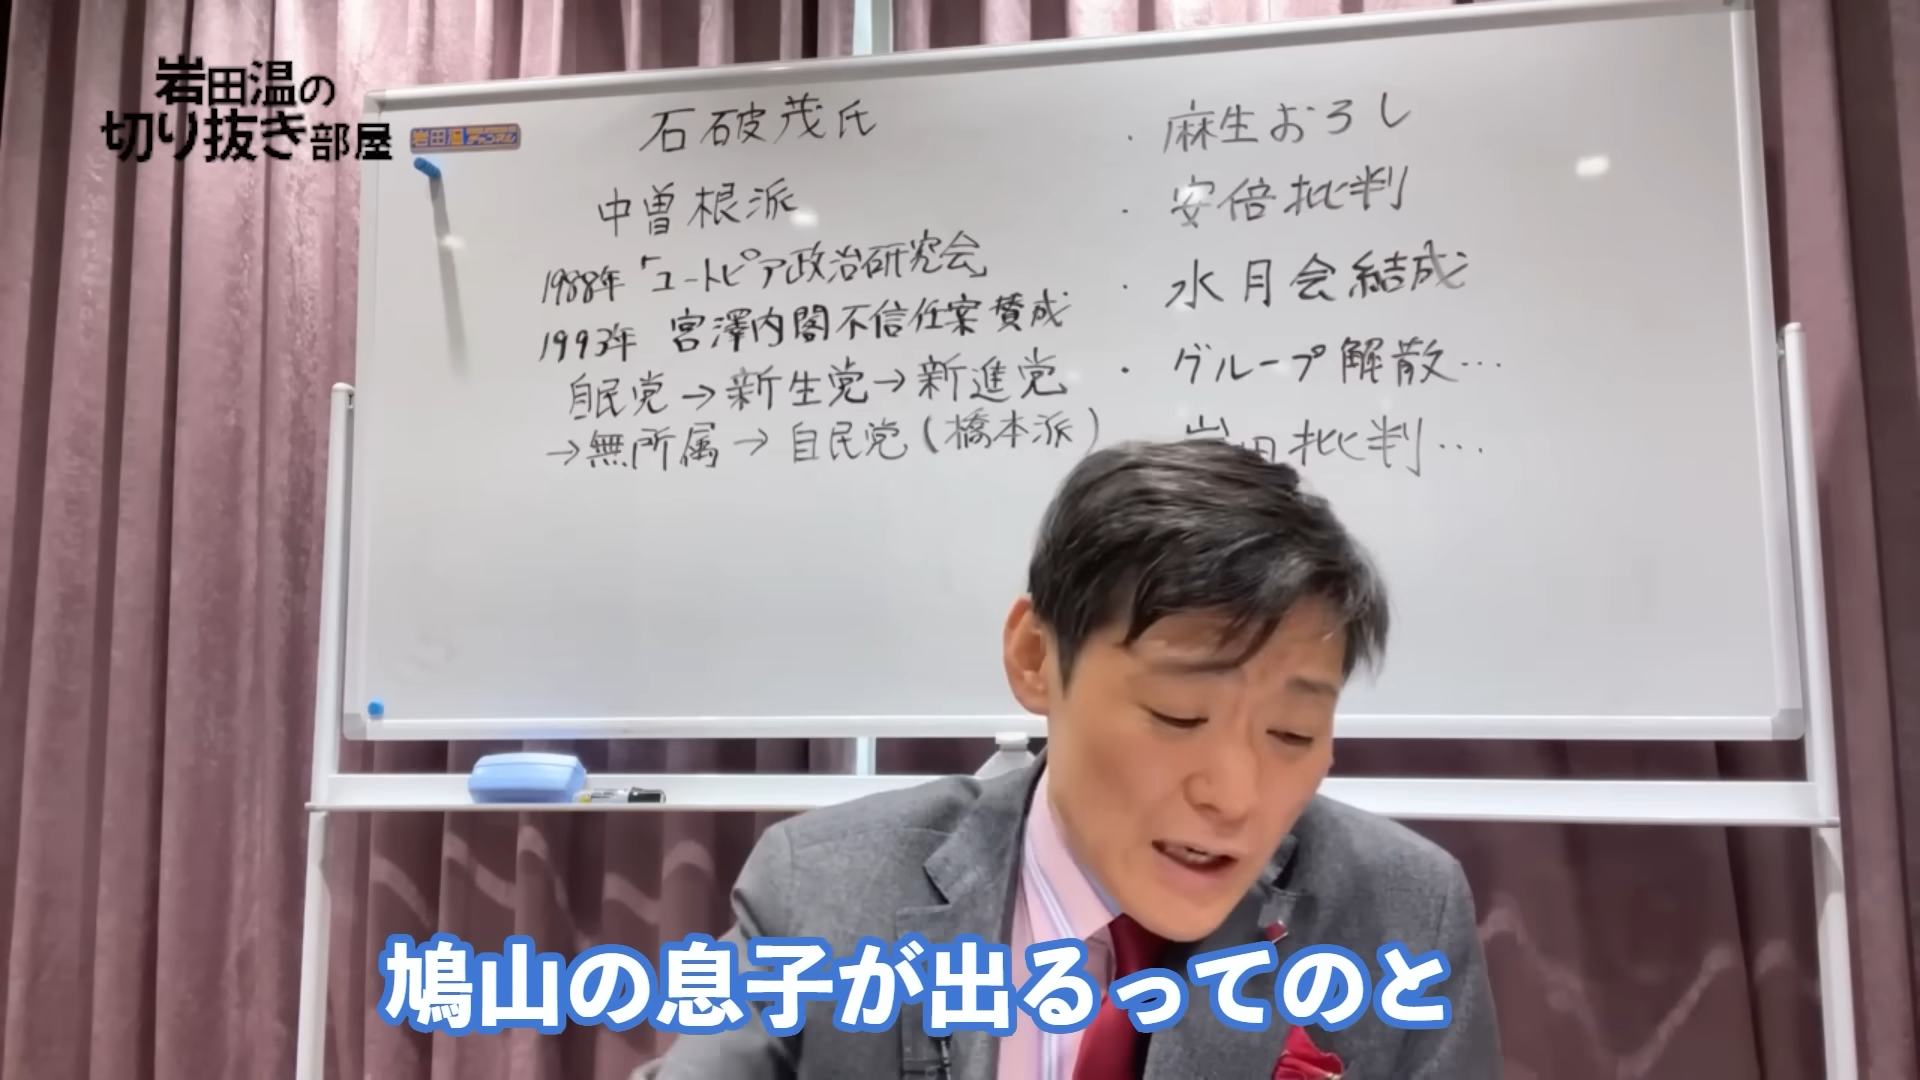 岩田温の
切り抜き部屋
岩田温
石破茂氏
中曽根派
1988年「ユートピア政治研究会」
1993年 宮澤内閣不信任案賛成
自民党→新生党→新進党
→無所属→自民党(橋本派)
・麻生おろし
・安倍批判
・水月会結成
・グループ解散…
岸田批判…
鳩山の息子が出るってのと